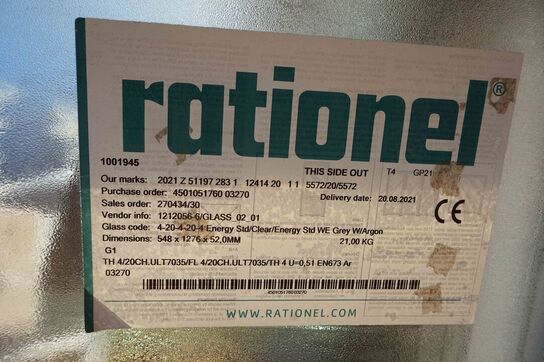 rationel®
1001945
THIS SIDE OUT T4 GP21
Our marks: 2021 Z 51197 283 1 12414 20 1 1 5572/20/5572
Purchase order: 4501051760 03270 Delivery date: 20.08.2021
Sales order: 270434/30
Vendor info: 1212056-6/GLASS_02_01
Glass code: 4-20-4-20-4 Energy Std/Clear/Energy Std WE Grey W/Argon
Dimensions: 548 x 1276 x 52,0MM 21,00 KG
G1
TH 4/20CH.ULT7035/FL 4/20CH.ULT7035/TH 4 U=0,51 EN673 Ar
03270
CE
450105176003270
WWW.RATIONEL.COM